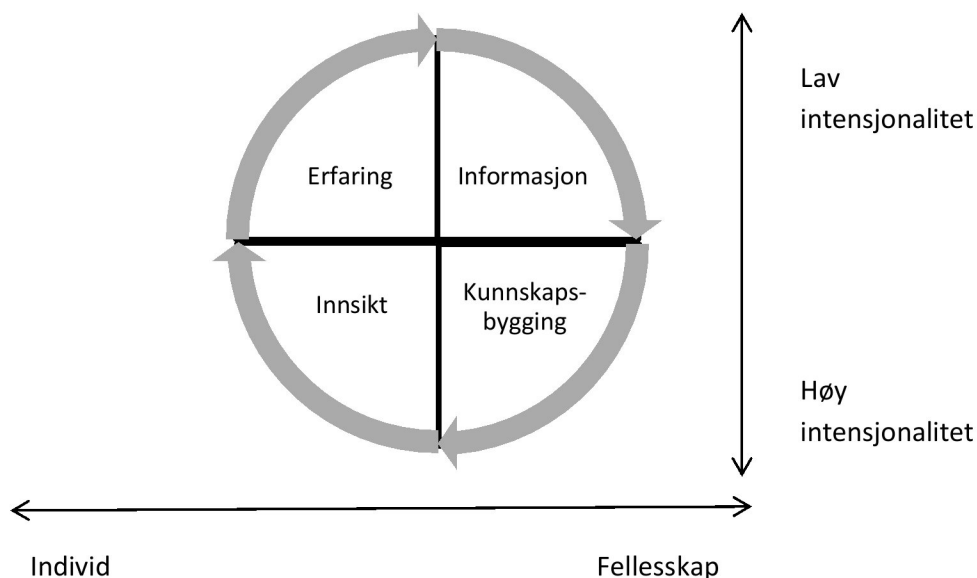 Lav
intensjonalitet
Erfaring
Informasjon
Innsikt
Kunnskaps-
bygging
Høy
intensjonalitet
Individ
Fellesskap